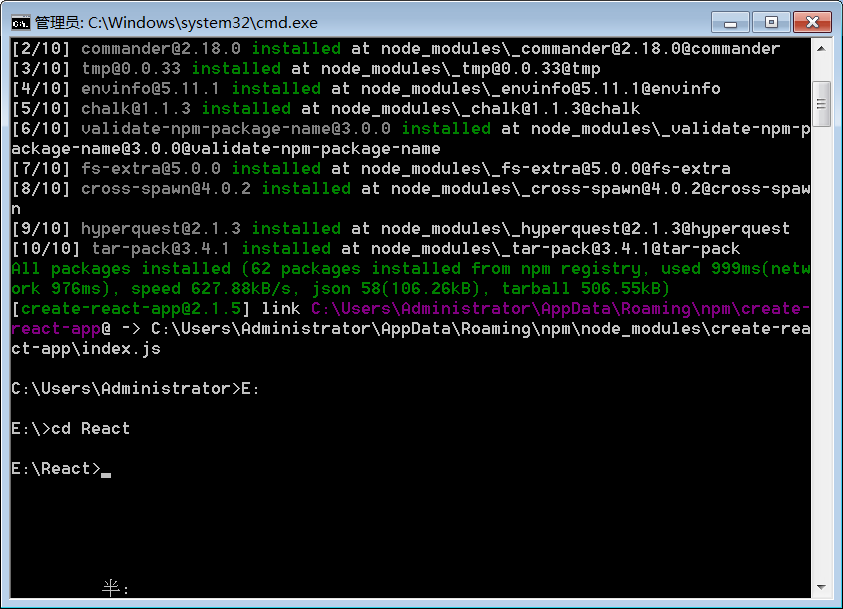 管理员: C:\Windows\system32\cmd.exe
[2/10] commander@2.18.0 installed at node_modules\_commander@2.18.0@commander
[3/10] tmp@0.0.33 installed at node_modules\_tmp@0.0.33@tmp
[4/10] envinfo@5.11.1 installed at node_modules\_envinfo@5.11.1@envinfo
[5/10] chalk@1.1.3 installed at node_modules\_chalk@1.1.3@chalk
[6/10] validate-npm-package-name@3.0.0 installed at node_modules\_validate-npm-p
ackage-name@3.0.0@validate-npm-package-name
[7/10] fs-extra@5.0.0 installed at node_modules\_fs-extra@5.0.0@fs-extra
[8/10] cross-spawn@4.0.2 installed at node_modules\_cross-spawn@4.0.2@cross-spaw
n
[9/10] hyperquest@2.1.3 installed at node_modules\_hyperquest@2.1.3@hyperquest
[10/10] tar-pack@3.4.1 installed at node_modules\_tar-pack@3.4.1@tar-pack
All packages installed (62 packages installed from npm registry, used 999ms(netw
ork 976ms), speed 627.88kB/s, json 58(106.26kB), tarball 506.55kB)
[create-react-app@2.1.5] link C:\Users\Administrator\AppData\Roaming\npm\create-
react-app@ -> C:\Users\Administrator\AppData\Roaming\npm\node_modules\create-rea
ct-app\index.js
C:\Users\Administrator>E:
E:\>cd React
E:\React>_
半: